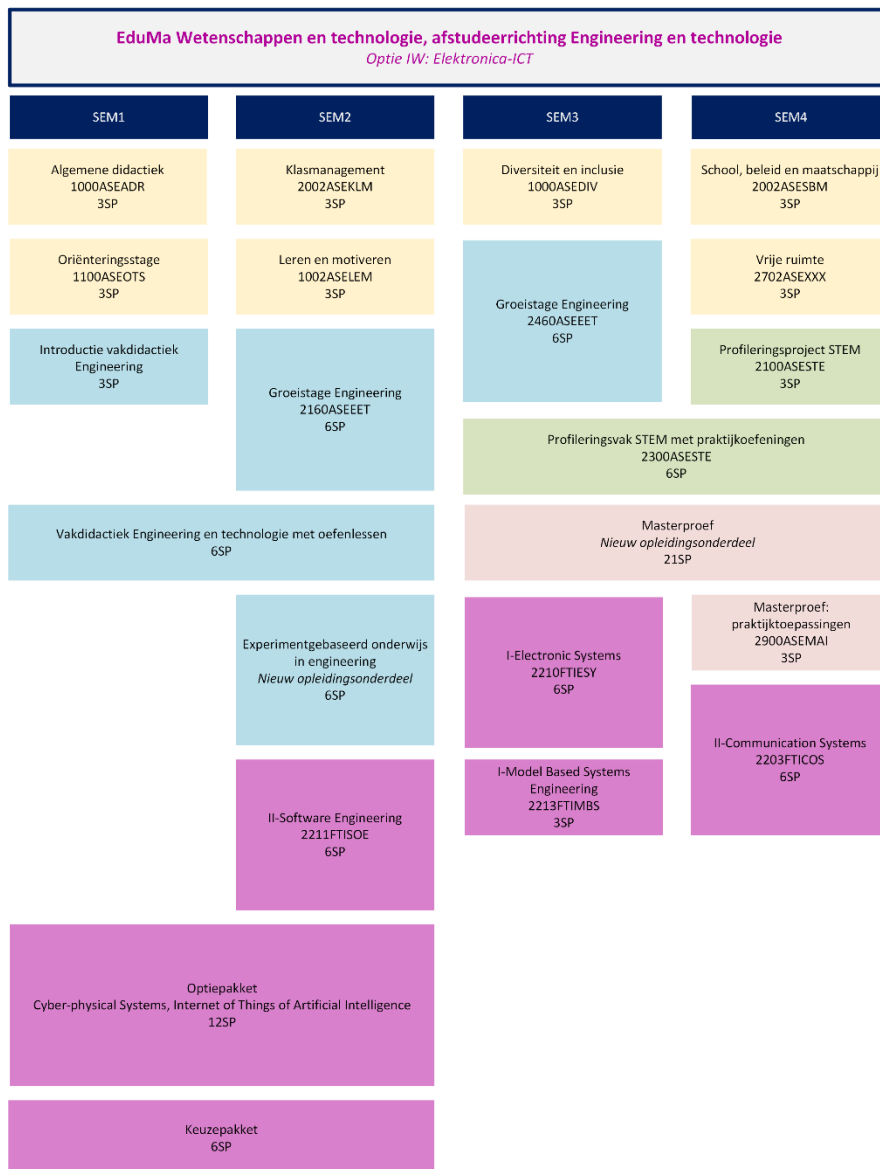 EduMa Wetenschappen en technologie, afstudeerrichting Engineering en technologie
Optie IW: Elektronica-ICT
SEM1
SEM2
SEM3
SEM4
Algemene didactiek
1000ASEADR
3SP
Klasmanagement
2002ASEKLM
3SP
Diversiteit en inclusie
1000ASEDIV
3SP
School, beleid en maatschappij
2002ASESBM
3SP
Oriënteringsstage
1100ASEOTS
3SP
Leren en motiveren
1002ASELEM
3SP
Groeistage Engineering
2460ASEEET
6SP
Vrije ruimte
2702ASEXXX
3SP
Introductie vakdidactiek
Engineering
3SP
Groeistage Engineering
2160ASEEET
6SP
Profileringsproject STEM
2100ASESTE
3SP
Profileringsvak STEM met praktijkoefeningen
2300ASESTE
6SP
Vakdidactiek Engineering en technologie met oefenlessen
6SP
Masterproef
Nieuw opleidingsonderdeel
21SP
Experimentgebaseerd onderwijs
in engineering
Nieuw opleidingsonderdeel
6SP
I-Electronic Systems
2210FTIESY
6SP
Masterproef:
praktijktoepassingen
2900ASEMAI
3SP
II-Communication Systems
2203FTICOS
6SP
II-Software Engineering
2211FTISOE
6SP
I-Model Based Systems
Engineering
2213FTIMBS
3SP
Optiepakket
Cyber-physical Systems, Internet of Things of Artificial Intelligence
12SP
Keuzepakket
6SP